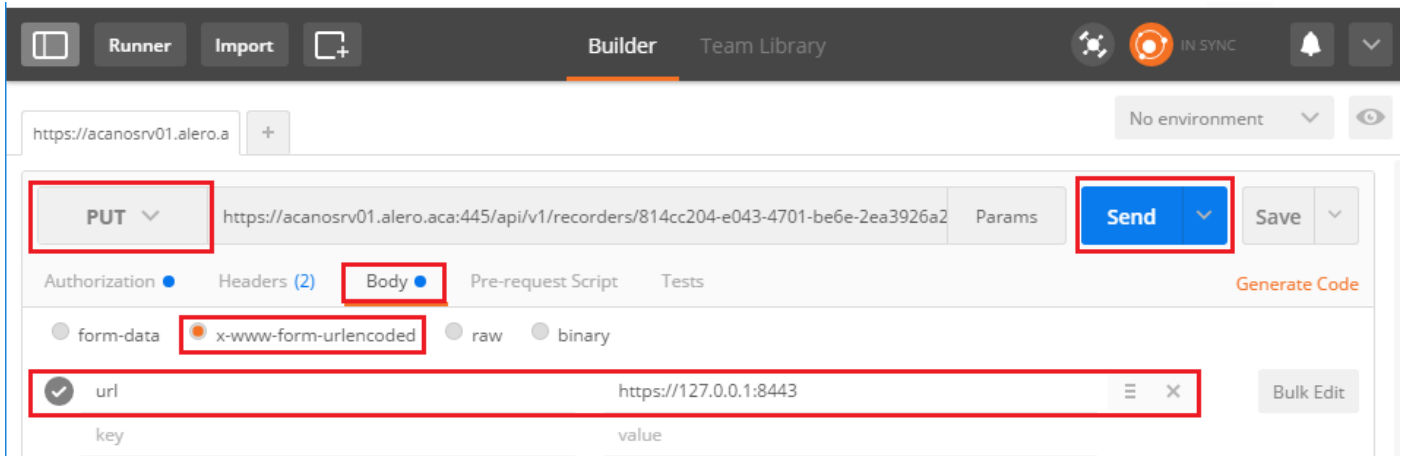 Runner Import Builder Team Library IN SYNC
https://acanosrv01.alero.a + No environment
PUT https://acanosrv01.alero.aca:445/api/v1/recorders/814cc204-e043-4701-be6e-2ea3926a2 Params Send Save
Authorization Headers (2) Body Pre-request Script Tests Generate Code
form-data x-www-form-urlencoded raw binary
url https://127.0.0.1:8443 Bulk Edit
key value